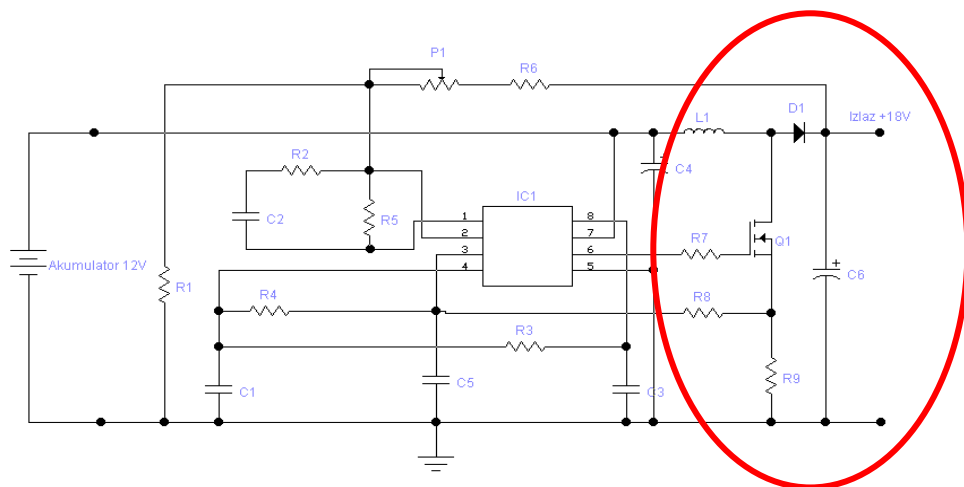 P1
R6
L1
D1
Izlaz +18V
R2
C4
IC1
C2
R5
1
2
3
4
8
7
6
5
R7
Q1
Akumulator 12V
R1
R4
R8
C6
+
R3
C1
C5
C3
R9